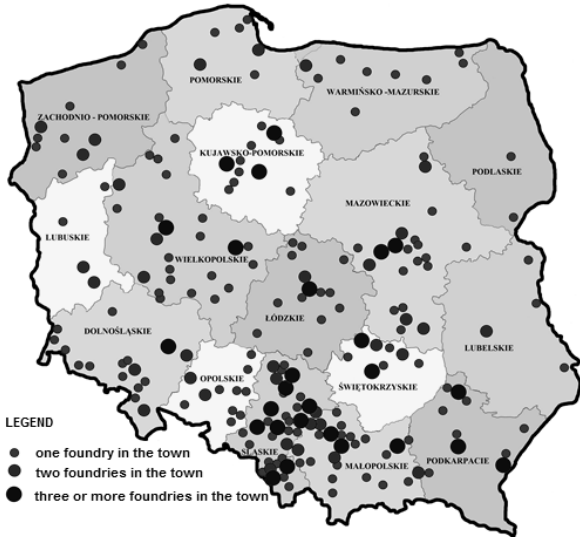 POMORSKIE
WARMIŃSKO -MAZURSKIE
ZACHODNIO - POMORSKIE
KUJAWSKO-POMORSKIE
PODLASKIE
MAZOWIECKIE
LUBUSKIE
WIELKOPOLSKIE
ŁÓDZKIE
DOLNOŚLĄSKIE
LUBELSKIE
OPOLSKIE
ŚWIĘTOKRZYSKIE
ŚLĄSKIE
MAŁOPOLSKIE
PODKARPACIE
LEGEND
one foundry in the town
two foundries in the town
three or more foundries in the town